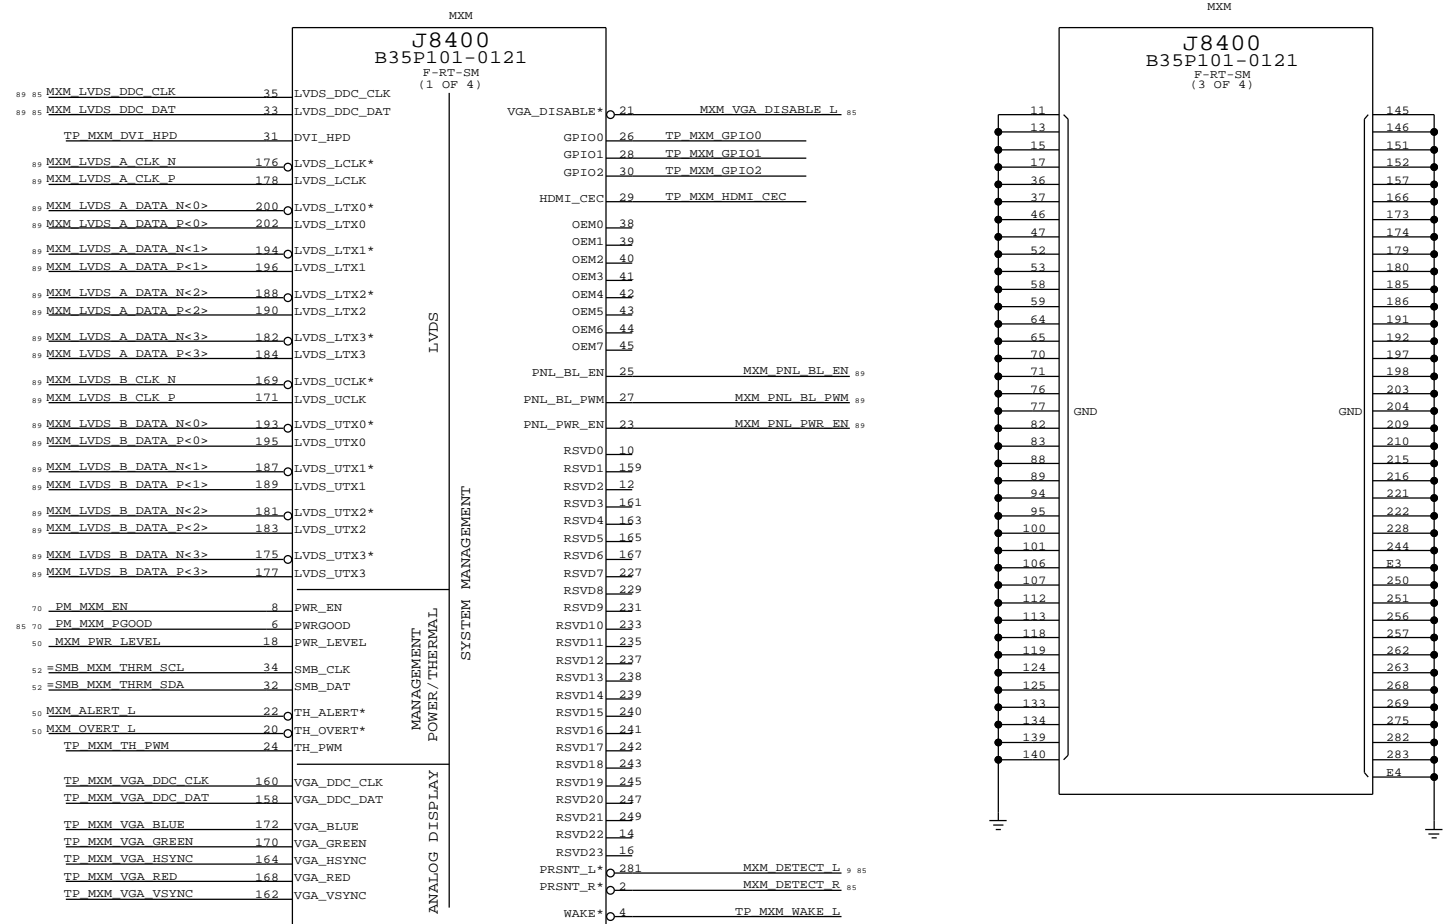 MXM
J8400
B35P101-0121
F-RT-SM
(1 OF 4)
89 85 MXM_LVDS_DDC_CLK 35 LVDS_DDC_CLK
89 85 MXM_LVDS_DDC_DAT 33 LVDS_DDC_DAT
TP_MXM_DVI_HPD 31 DVI_HPD
89 MXM_LVDS_A_CLK_N 176 LVDS_LCLK*
89 MXM_LVDS_A_CLK_P 178 LVDS_LCLK
89 MXM_LVDS_A_DATA_N<0> 200 LVDS_LTX0*
89 MXM_LVDS_A_DATA_P<0> 202 LVDS_LTX0
89 MXM_LVDS_A_DATA_N<1> 194 LVDS_LTX1*
89 MXM_LVDS_A_DATA_P<1> 196 LVDS_LTX1
89 MXM_LVDS_A_DATA_N<2> 188 LVDS_LTX2*
89 MXM_LVDS_A_DATA_P<2> 190 LVDS_LTX2
89 MXM_LVDS_A_DATA_N<3> 182 LVDS_LTX3*
89 MXM_LVDS_A_DATA_P<3> 184 LVDS_LTX3
89 MXM_LVDS_B_CLK_N 169 LVDS_UCLK*
89 MXM_LVDS_B_CLK_P 171 LVDS_UCLK
89 MXM_LVDS_B_DATA_N<0> 193 LVDS_UTX0*
89 MXM_LVDS_B_DATA_P<0> 195 LVDS_UTX0
89 MXM_LVDS_B_DATA_N<1> 187 LVDS_UTX1*
89 MXM_LVDS_B_DATA_P<1> 189 LVDS_UTX1
89 MXM_LVDS_B_DATA_N<2> 181 LVDS_UTX2*
89 MXM_LVDS_B_DATA_P<2> 183 LVDS_UTX2
89 MXM_LVDS_B_DATA_N<3> 175 LVDS_UTX3*
89 MXM_LVDS_B_DATA_P<3> 177 LVDS_UTX3
70 PM_MXM_EN 8 PWR_EN
85 70 PM_MXM_PGOOD 6 PWRGOOD
50 MXM_PWR_LEVEL 18 PWR_LEVEL
52 =SMB_MXM_THRM_SCL 34 SMB_CLK
52 =SMB_MXM_THRM_SDA 32 SMB_DAT
50 MXM_ALERT_L 22 TH_ALERT*
50 MXM_OVERT_L 20 TH_OVERT*
TP_MXM_TH_PWM 24 TH_PWM
TP_MXM_VGA_DDC_CLK 160 VGA_DDC_CLK
TP_MXM_VGA_DDC_DAT 158 VGA_DDC_DAT
TP_MXM_VGA_BLUE 172 VGA_BLUE
TP_MXM_VGA_GREEN 170 VGA_GREEN
TP_MXM_VGA_HSYNC 164 VGA_HSYNC
TP_MXM_VGA_RED 168 VGA_RED
TP_MXM_VGA_VSYNC 162 VGA_VSYNC
LVDS
MANAGEMENT
POWER/THERMAL
ANALOG DISPLAY
SYSTEM MANAGEMENT
VGA_DISABLE* 21 MXM_VGA_DISABLE_L 85
GPIO0 26 TP_MXM_GPIO0
GPIO1 28 TP_MXM_GPIO1
GPIO2 30 TP_MXM_GPIO2
HDMI_CEC 29 TP_MXM_HDMI_CEC
OEM0 38
OEM1 39
OEM2 40
OEM3 41
OEM4 42
OEM5 43
OEM6 44
OEM7 45
PNL_BL_EN 25 MXM_PNL_BL_EN 89
PNL_BL_PWM 27 MXM_PNL_BL_PWM 89
PNL_PWR_EN 23 MXM_PNL_PWR_EN 89
RSVD0 10
RSVD1 159
RSVD2 12
RSVD3 161
RSVD4 163
RSVD5 165
RSVD6 167
RSVD7 227
RSVD8 229
RSVD9 231
RSVD10 233
RSVD11 235
RSVD12 237
RSVD13 238
RSVD14 239
RSVD15 240
RSVD16 241
RSVD17 242
RSVD18 243
RSVD19 245
RSVD20 247
RSVD21 249
RSVD22 14
RSVD23 16
PRSNT_L* 281 MXM_DETECT_L 9 85
PRSNT_R* 2 MXM_DETECT_R 85
WAKE* 4 TP_MXM_WAKE_L
MXM
J8400
B35P101-0121
F-RT-SM
(3 OF 4)
11
13
15
17
36
37
46
47
52
53
58
59
64
65
70
71
76
77
82
83
88
89
94
95
100
101
106
107
112
113
118
119
124
125
133
134
139
140
GND
GND
145
146
151
152
157
166
173
174
179
180
185
186
191
192
197
198
203
204
209
210
215
216
221
222
228
244
E3
250
251
256
257
262
263
268
269
275
282
283
E4